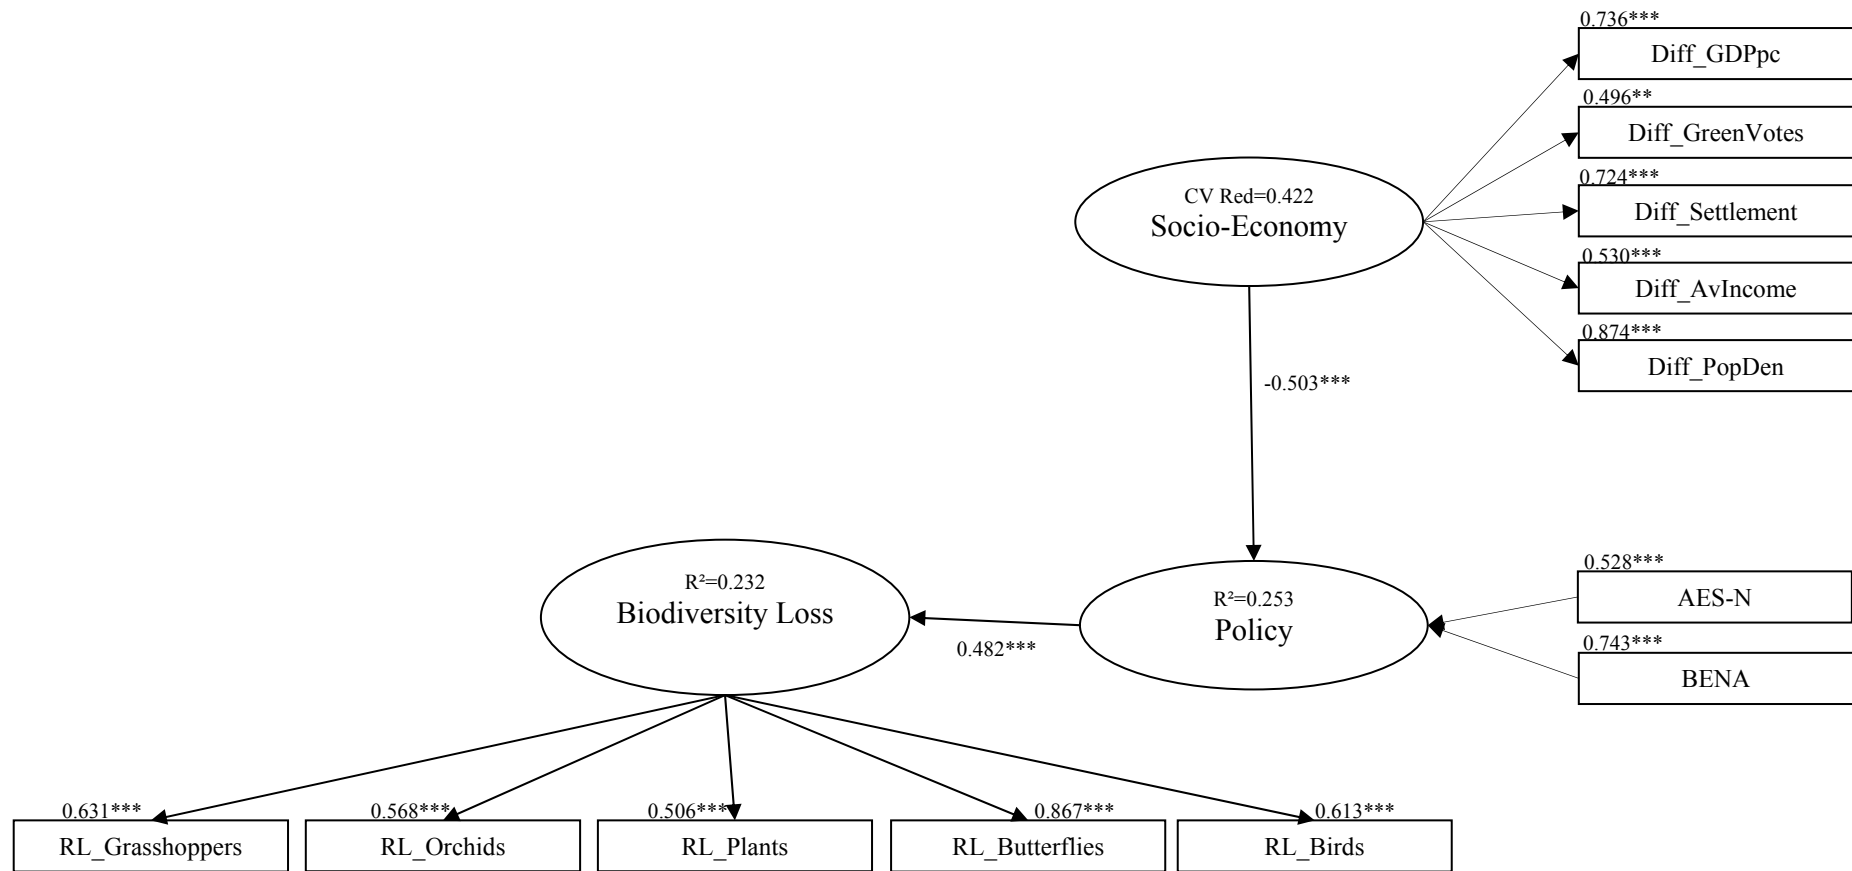 0.736***
Diff_GDPpc
0.496**
Diff_GreenVotes
0.724***
Diff_Settlement
0.530***
Diff_AvIncome
0.874***
Diff_PopDen
CV Red=0.422
Socio-Economy
-0.503***
R²=0.232
Biodiversity Loss
0.482***
R²=0.253
Policy
0.528***
AES-N
0.743***
BENA
0.631***
RL_Grasshoppers
0.568***
RL_Orchids
0.506***
RL_Plants
0.867***
RL_Butterflies
0.613***
RL_Birds